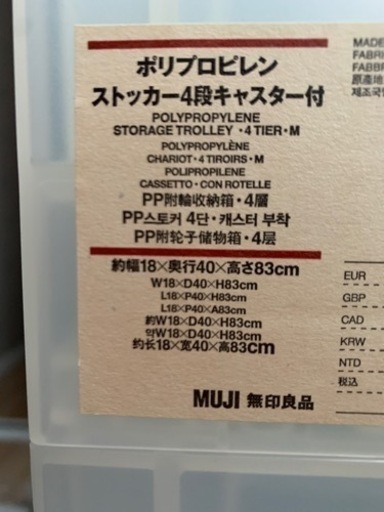 ポリプロピレン
ストッカー4段キャスター付
POLYPROPYLENE
STORAGE TROLLEY・4 TIER・M
POLYPROPYLÈNE
CHARIOT・4 TIROIRS・M
POLIPROPILENE
CASSETTO・CON ROTELLE
PP附輪收納箱・4層
PP스토커 4단・캐스터 부착
PP附轮子储物箱・4层
約幅18×奥行40×高さ83cm
W18×D40×H83cm
L18×P40×H83cm
L18×P40×A83cm
約W18×D40×H83cm
약W18×D40×H83cm
约长18×宽40×高83cm
MUJI 無印良品
MADE
FABRI
FABBR
原產地
제조국
EUR
GBP
CAD
KRW
NTD
税込